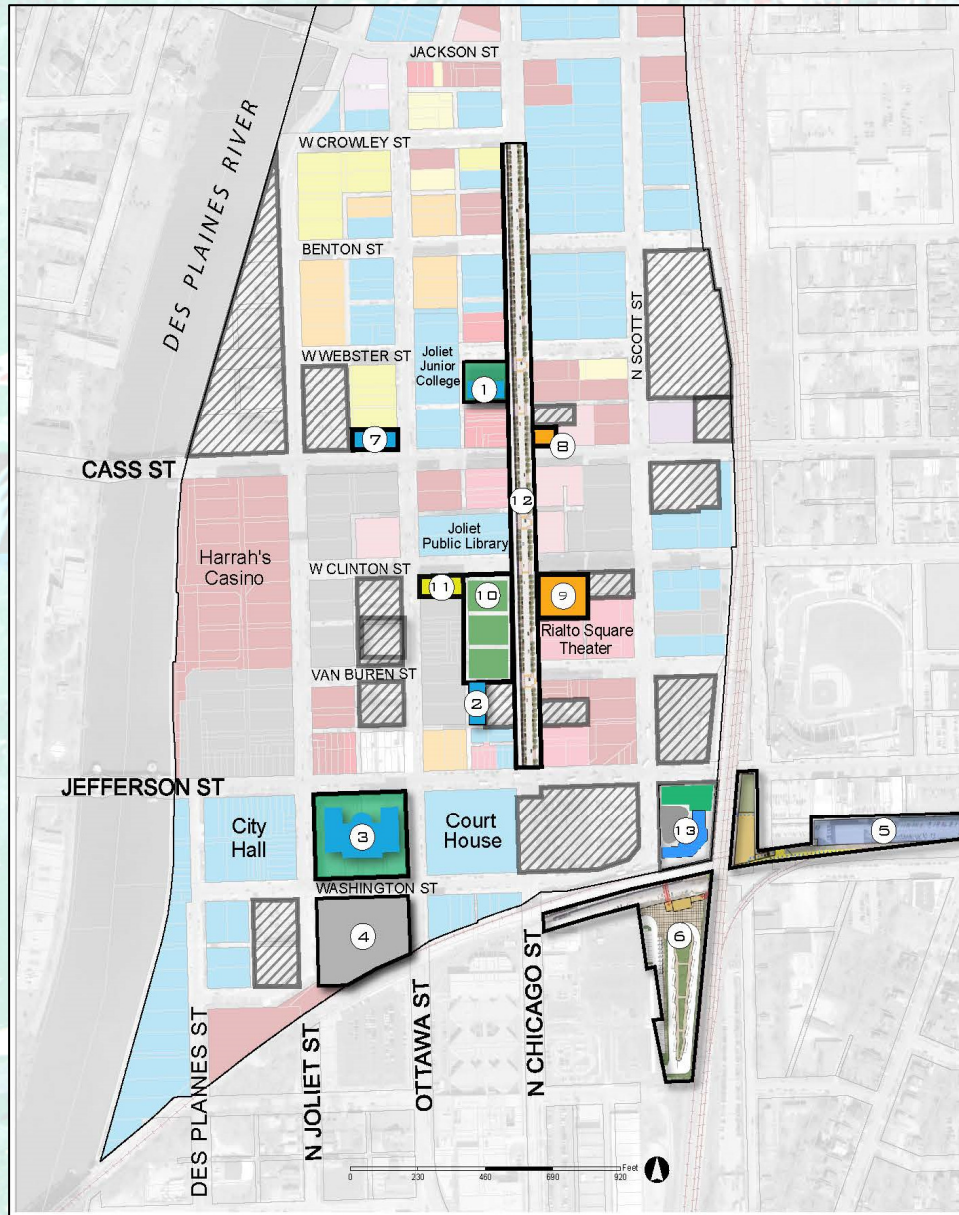 JACKSON ST
W CROWLEY ST
DES PLAINES RIVER
BENTON ST
N SCOTT ST
W WEBSTER ST
Joliet
Junior
College
1
7
8
CASS ST
12
Joliet
Public Library
Harrah's
Casino
W CLINTON ST
11
10
9
Rialto Square
Theater
VAN BUREN ST
2
JEFFERSON ST
City
Hall
3
Court
House
13
5
WASHINGTON ST
4
6
DES PLAINES ST
N JOLIET ST
OTTAWA ST
N CHICAGO ST
Feet
0 230 460 690 920